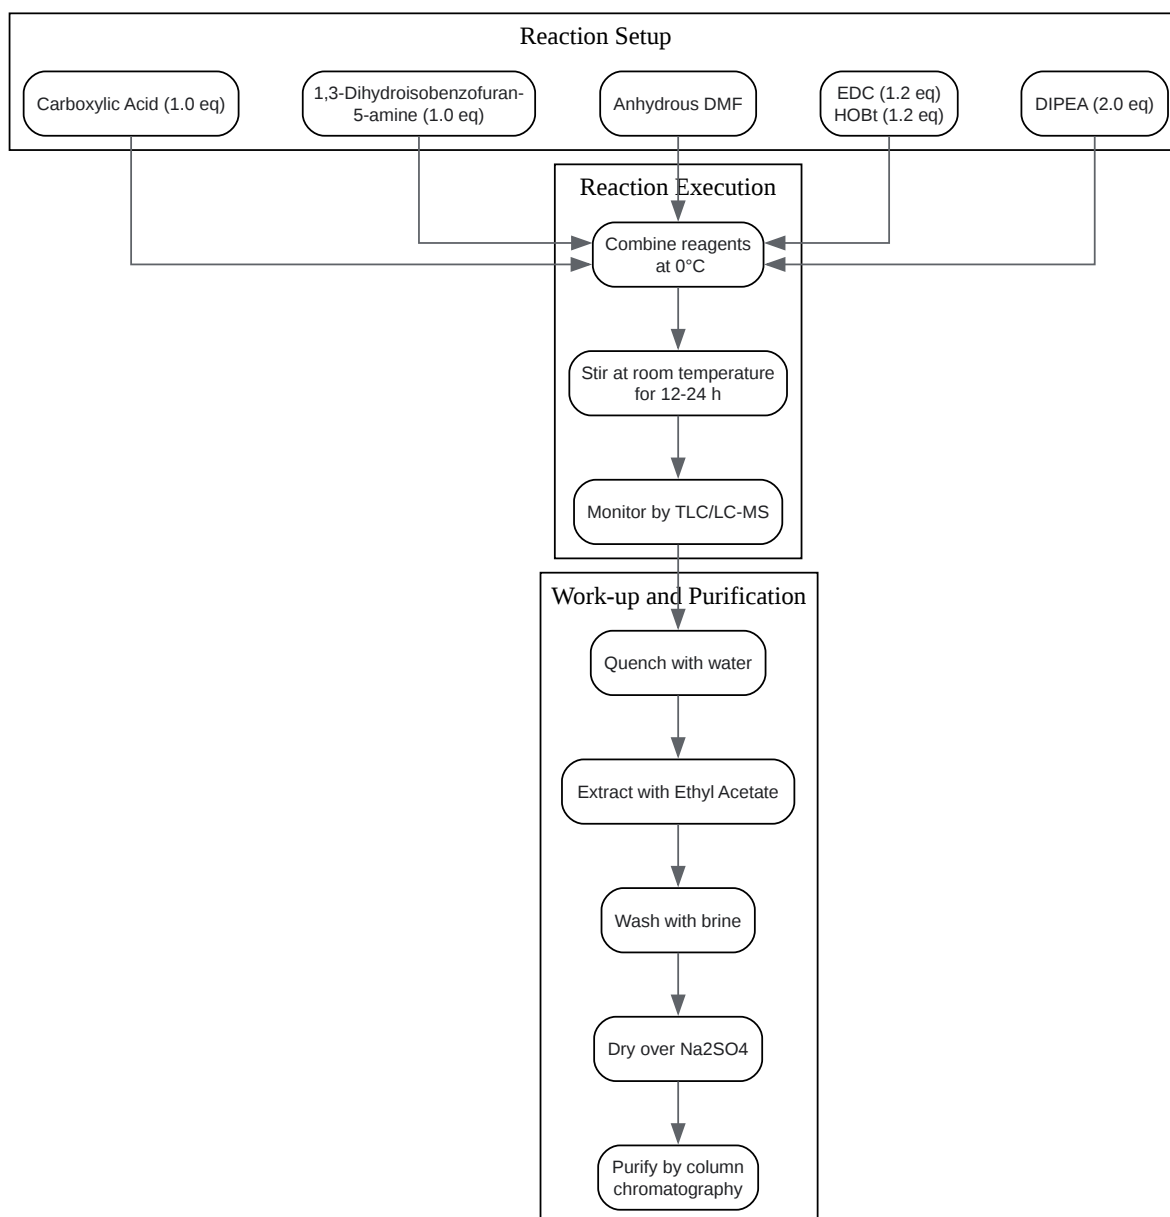 Reaction Setup
Carboxylic Acid (1.0 eq)
1,3-Dihydroisobenzofuran-
5-amine (1.0 eq)
Anhydrous DMF
EDC (1.2 eq)
HOBt (1.2 eq)
DIPEA (2.0 eq)
Reaction Execution
Combine reagents
at 0°C
Stir at room temperature
for 12-24 h
Monitor by TLC/LC-MS
Work-up and Purification
Quench with water
Extract with Ethyl Acetate
Wash with brine
Dry over Na2SO4
Purify by column
chromatography